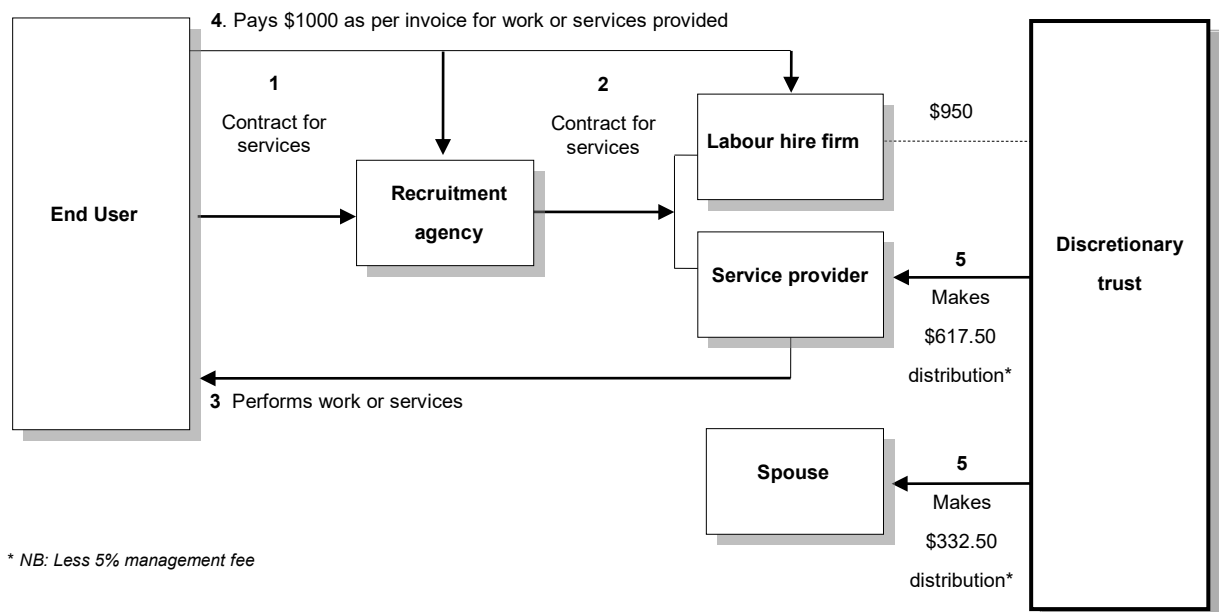 4. Pays $1000 as per invoice for work or services provided
1
Contract for
services
2
Contract for
services
Labour hire firm
$950
End User
Recruitment
agency
Service provider
Discretionary
trust
5
Makes
$617.50
distribution*
3 Performs work or services
Spouse
5
Makes
$332.50
distribution*
* NB: Less 5% management fee